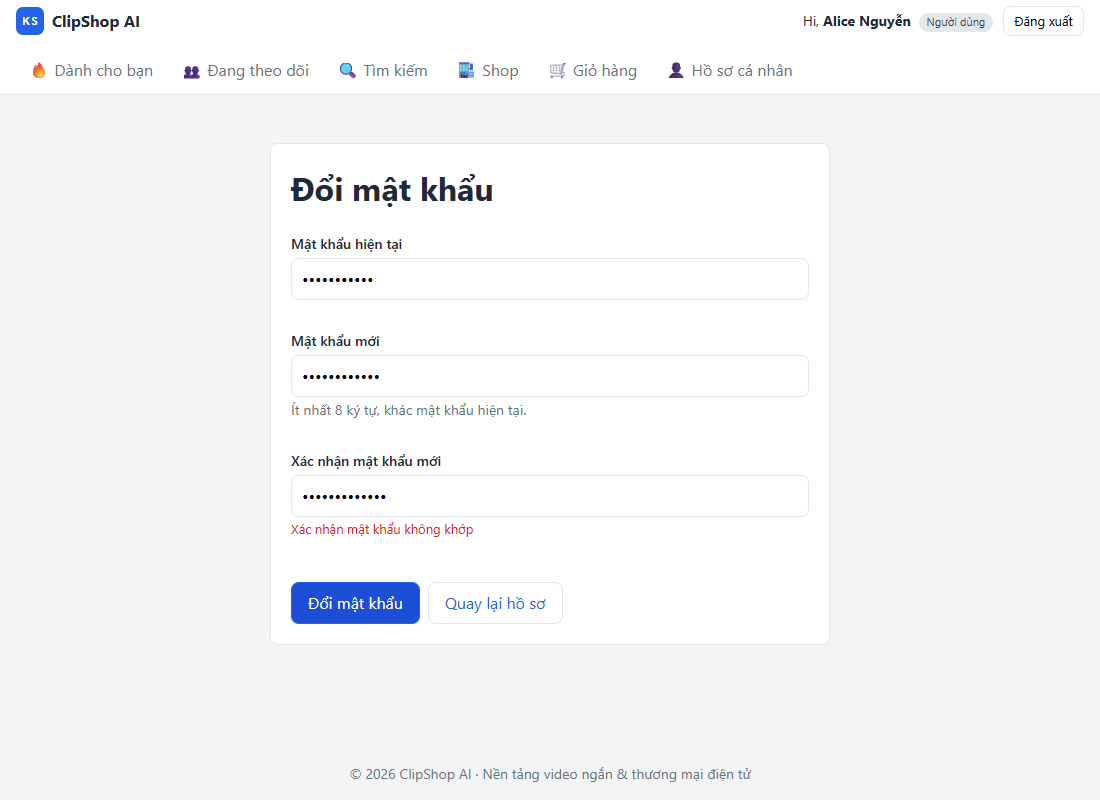 KS ClipShop AI Hi, Alice Nguyễn Người dùng Đăng xuất
Dành cho bạn Đang theo dõi Tìm kiếm Shop Giỏ hàng Hồ sơ cá nhân
Đổi mật khẩu
Mật khẩu hiện tại
•••••••••••
Mật khẩu mới
••••••••••••
Ít nhất 8 ký tự, khác mật khẩu hiện tại.
Xác nhận mật khẩu mới
•••••••••••••
Xác nhận mật khẩu không khớp
Đổi mật khẩu Quay lại hồ sơ
© 2026 ClipShop AI · Nền tảng video ngắn & thương mại điện tử